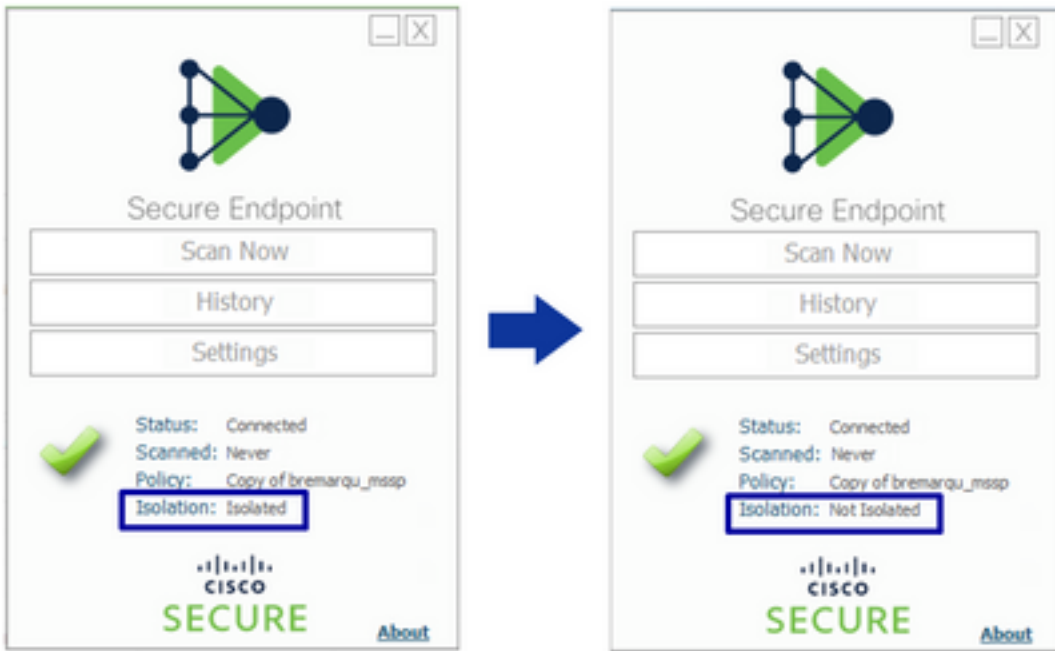 Secure Endpoint
Scan Now
History
Settings
Status: Connected
Scanned: Never
Policy: Copy of bremarqu_mssp
Isolation: Isolated
CISCO
SECURE
About
Secure Endpoint
Scan Now
History
Settings
Status: Connected
Scanned: Never
Policy: Copy of bremarqu_mssp
Isolation: Not Isolated
CISCO
SECURE
About